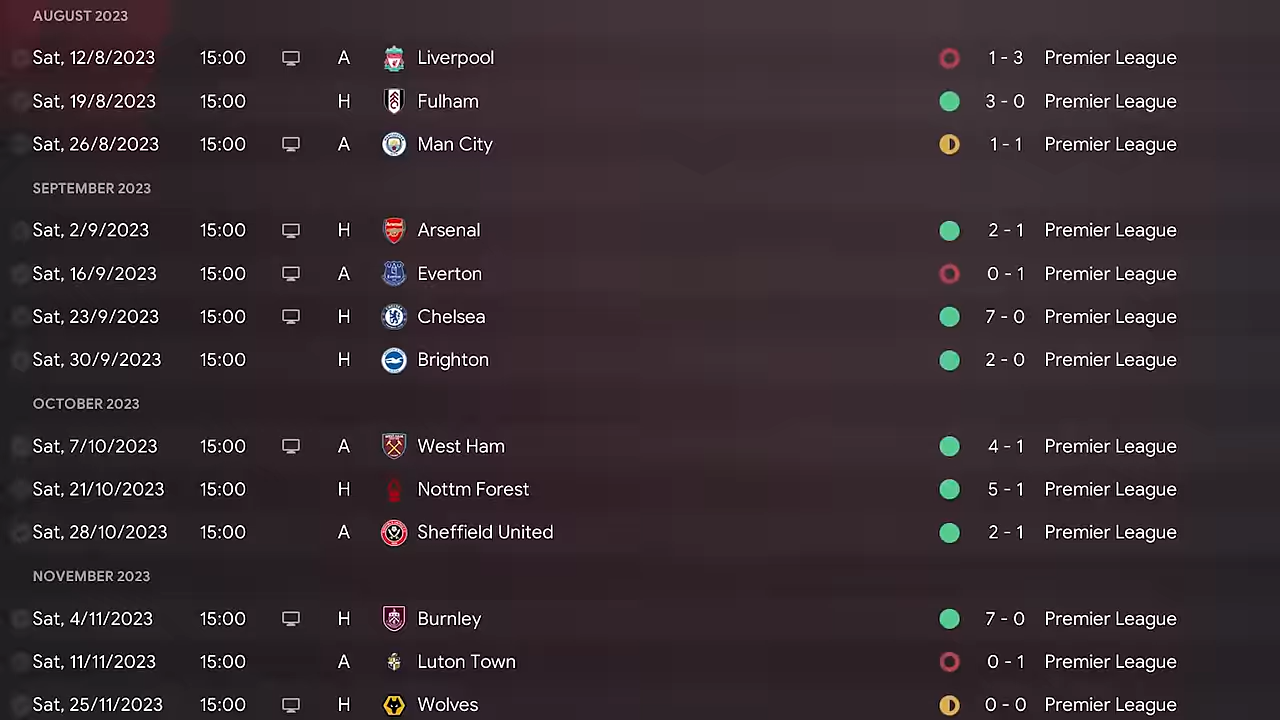 AUGUST 2023
Sat, 12/8/2023 15:00 A Liverpool 1 - 3 Premier League
Sat, 19/8/2023 15:00 H Fulham 3 - 0 Premier League
Sat, 26/8/2023 15:00 A Man City 1 - 1 Premier League
SEPTEMBER 2023
Sat, 2/9/2023 15:00 H Arsenal 2 - 1 Premier League
Sat, 16/9/2023 15:00 A Everton 0 - 1 Premier League
Sat, 23/9/2023 15:00 H Chelsea 7 - 0 Premier League
Sat, 30/9/2023 15:00 H Brighton 2 - 0 Premier League
OCTOBER 2023
Sat, 7/10/2023 15:00 A West Ham 4 - 1 Premier League
Sat, 21/10/2023 15:00 H Nottm Forest 5 - 1 Premier League
Sat, 28/10/2023 15:00 A Sheffield United 2 - 1 Premier League
NOVEMBER 2023
Sat, 4/11/2023 15:00 H Burnley 7 - 0 Premier League
Sat, 11/11/2023 15:00 A Luton Town 0 - 1 Premier League
Sat, 25/11/2023 15:00 H Wolves 0 - 0 Premier League